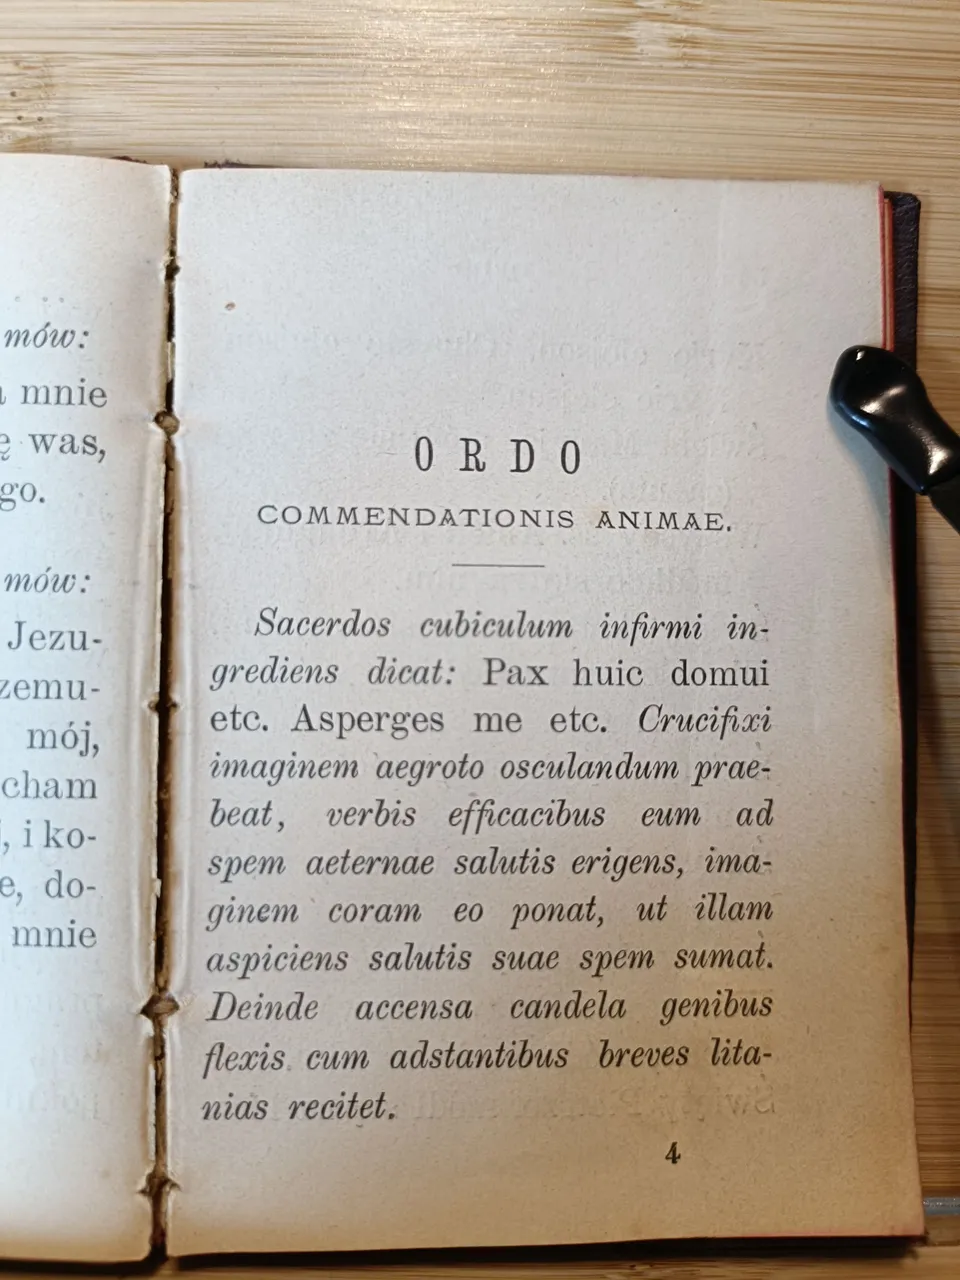 mów:
mnie
was,
go.
mów:
Jezu-
zemu-
mój,
cham
i ko-
do-
mnie
O R D O
COMMENDATIONIS ANIMAE.
Sacerdos cubiculum infirmi in-
grediens dicat: Pax huic domui
etc. Asperges me etc. Crucifixi
imaginem aegroto osculandum prae-
beat, verbis efficacibus eum ad
spem aeternae salutis erigens, ima-
ginem coram eo ponat, ut illam
aspiciens salutis suae spem sumat.
Deinde accensa candela genibus
flexis cum adstantibus breves lita-
nias recitet.
4